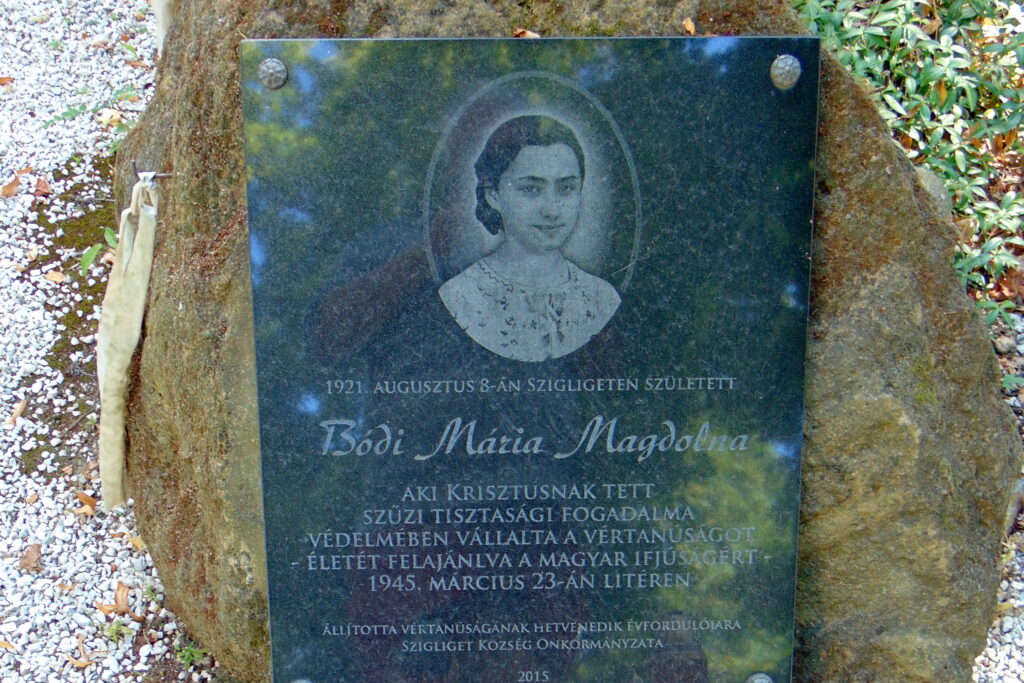 1921. AUGUSZTUS 8-ÁN SZIGLIGETEN SZÜLETETT
Bódi Mária Magdolna
AKI KRISZTUSNAK TETT
SZŰZI TISZTASÁGI FOGADALMA
VÉDELMÉBEN VÁLLALTA A VÉRTANÚSÁGOT
- ÉLETÉT FELAJÁNLVA A MAGYAR IFJÚSÁGÉRT -
1945. MÁRCIUS 23-ÁN LITÉREN
ÁLLÍTOTTA VÉRTANÚSÁGÁNAK HETVENEDIK ÉVFORDULÓJÁRA
SZIGLIGET KÖZSÉG ÖNKORMÁNYZATA
2015